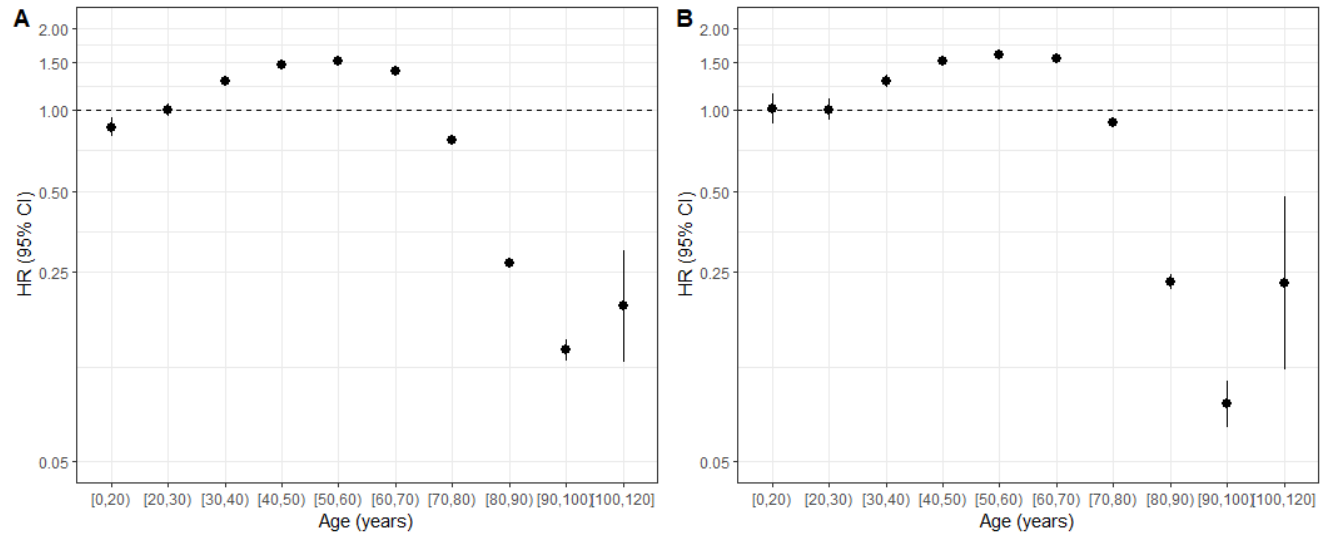 A
HR (95% CI)
2.00
1.50
1.00
0.50
0.25
0.05
[0,20) [20,30) [30,40) [40,50) [50,60) [60,70) [70,80) [80,90) [90,100) [100,120]
Age (years)
B
HR (95% CI)
2.00
1.50
1.00
0.50
0.25
0.05
[0,20) [20,30) [30,40) [40,50) [50,60) [60,70) [70,80) [80,90) [90,100) [100,120]
Age (years)